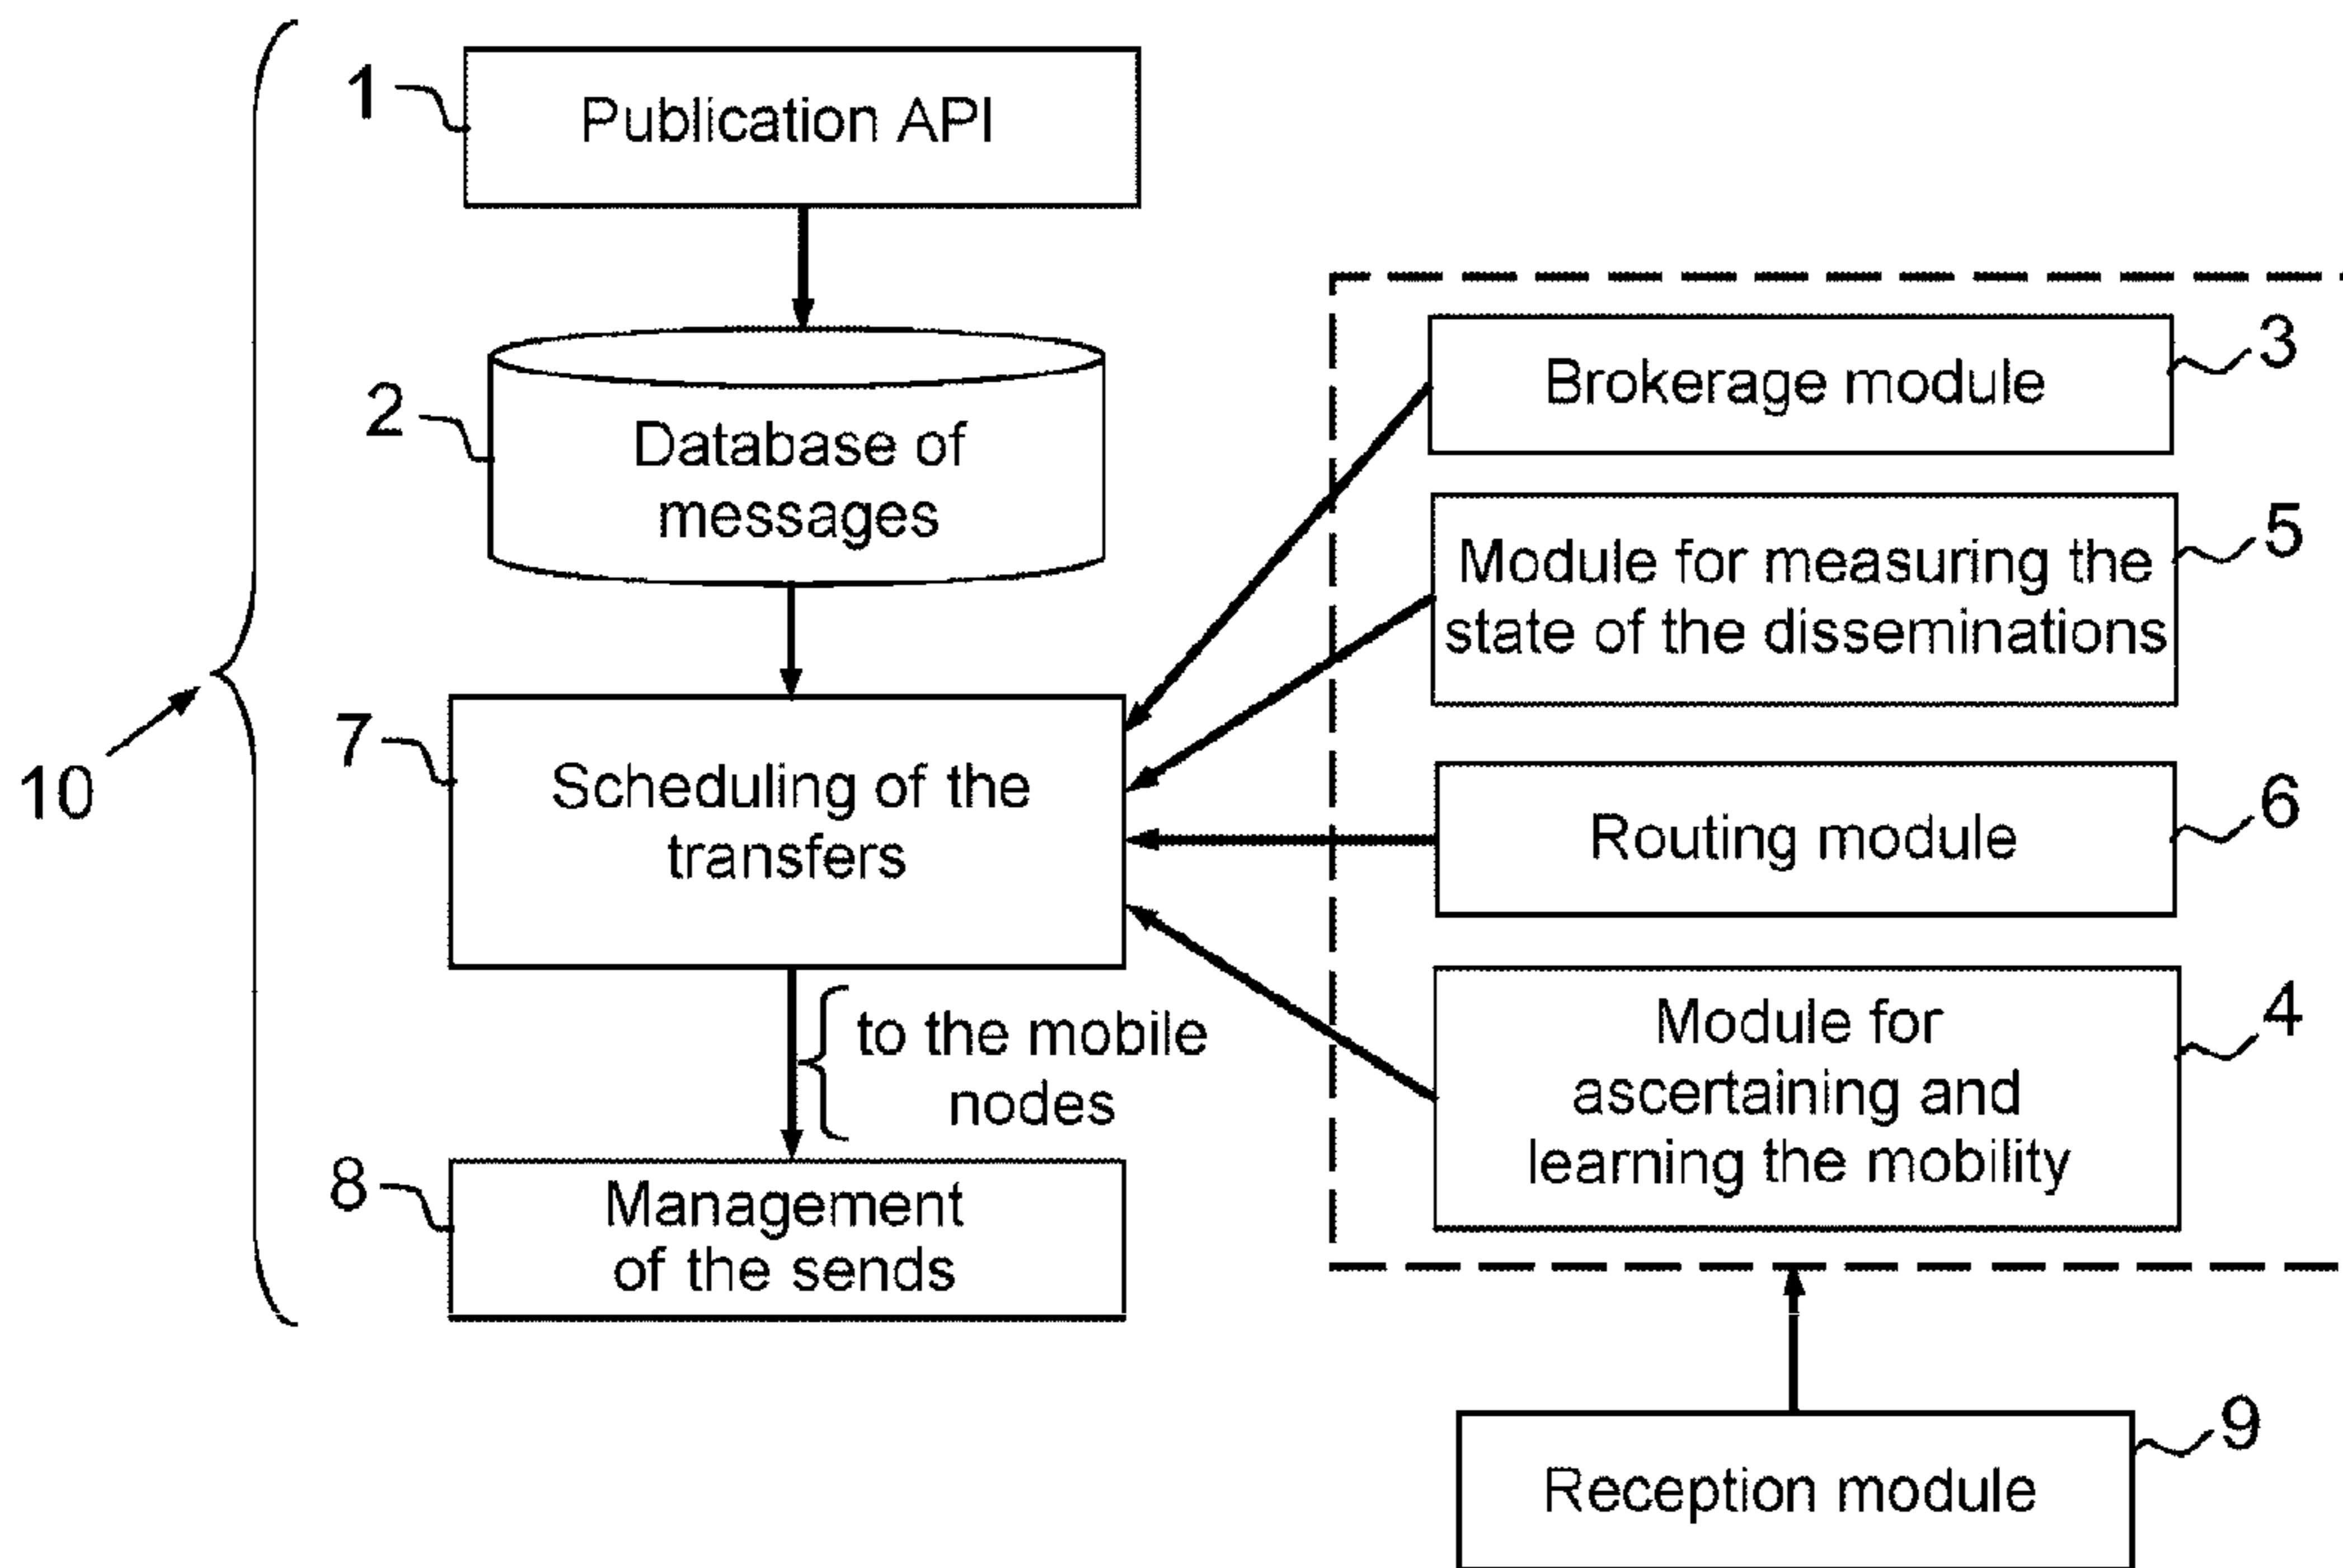 1
Publication API
2
Database of
messages
3
Brokerage module
5
Module for measuring the
state of the disseminations
7
Scheduling of the
transfers
10
6
Routing module
4
Module for
ascertaining and
learning the mobility
to the mobile
nodes
8
Management
of the sends
9
Reception module